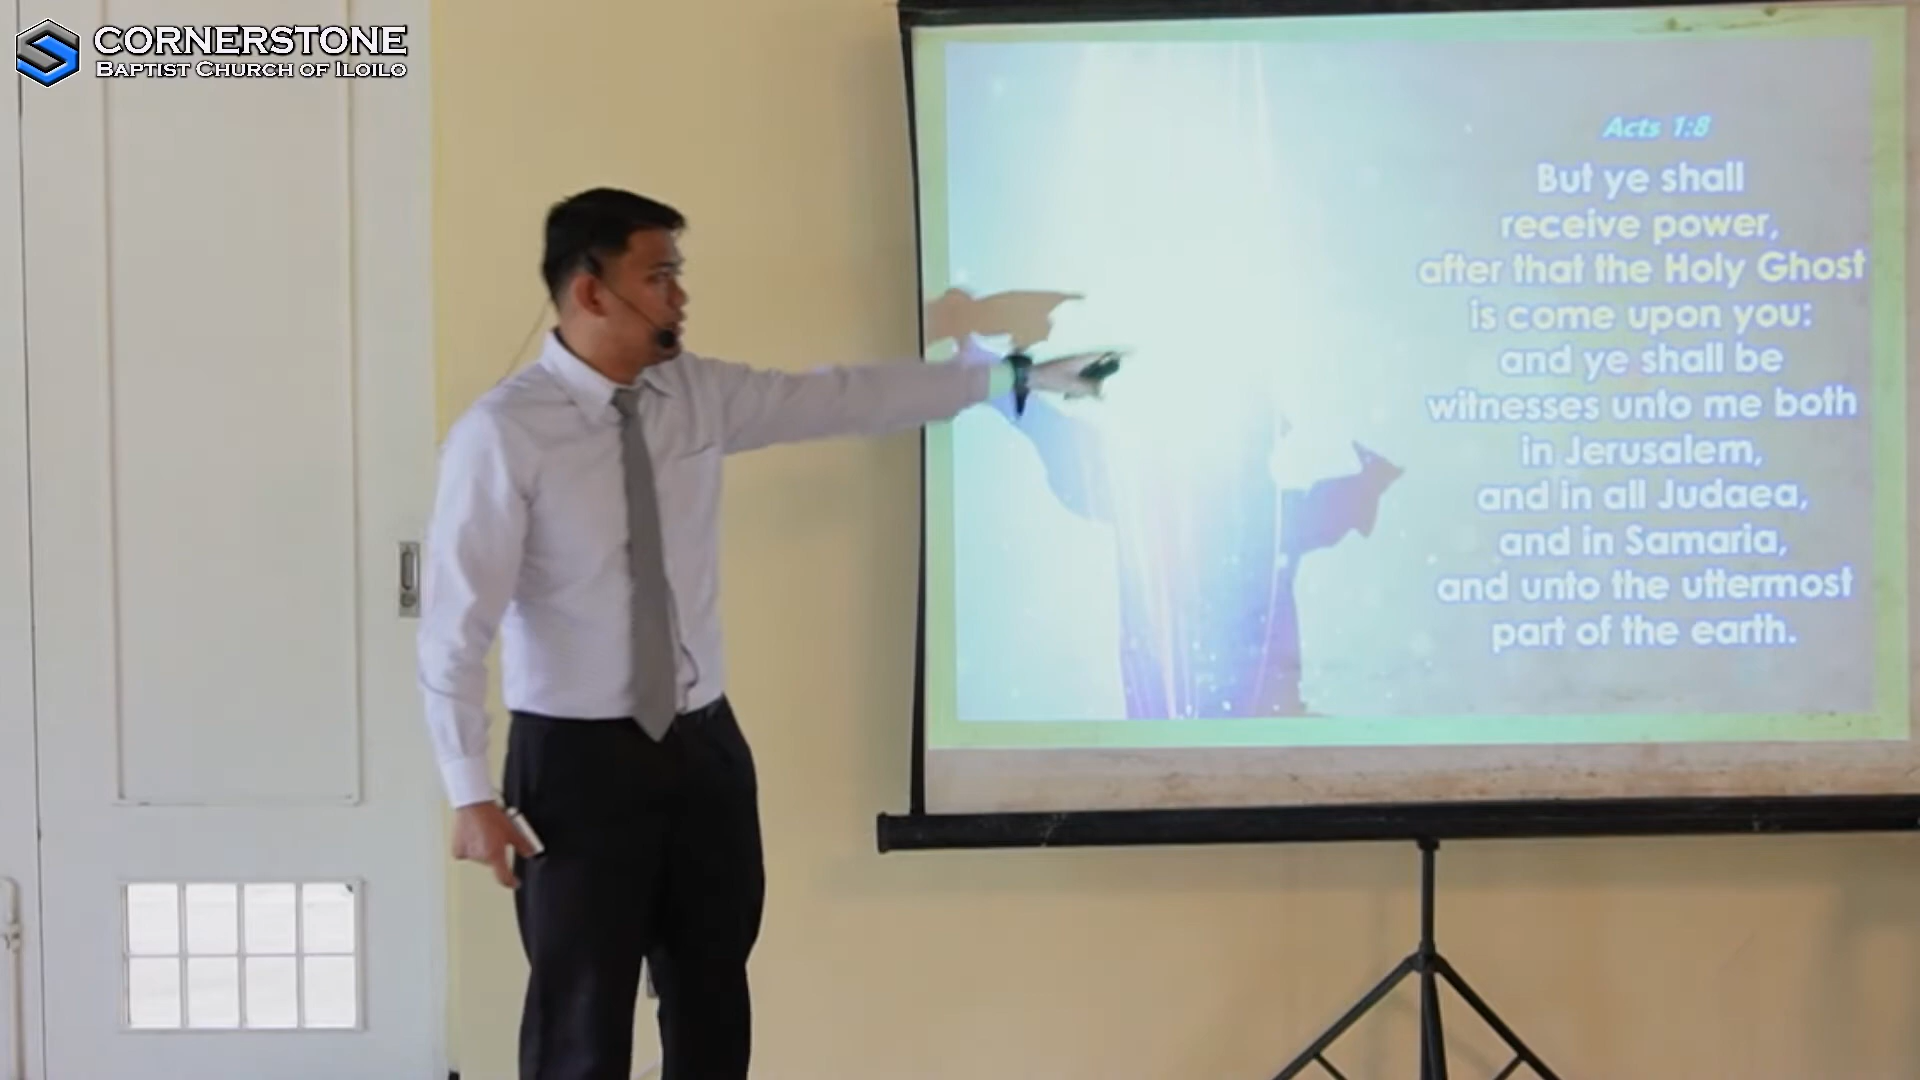 CORNERSTONE
BAPTIST CHURCH OF ILOILO
Acts 1:8
But ye shall
receive power,
after that the Holy Ghost
is come upon you:
and ye shall be
witnesses unto me both
in Jerusalem,
and in all Judaea,
and in Samaria,
and unto the uttermost
part of the earth.